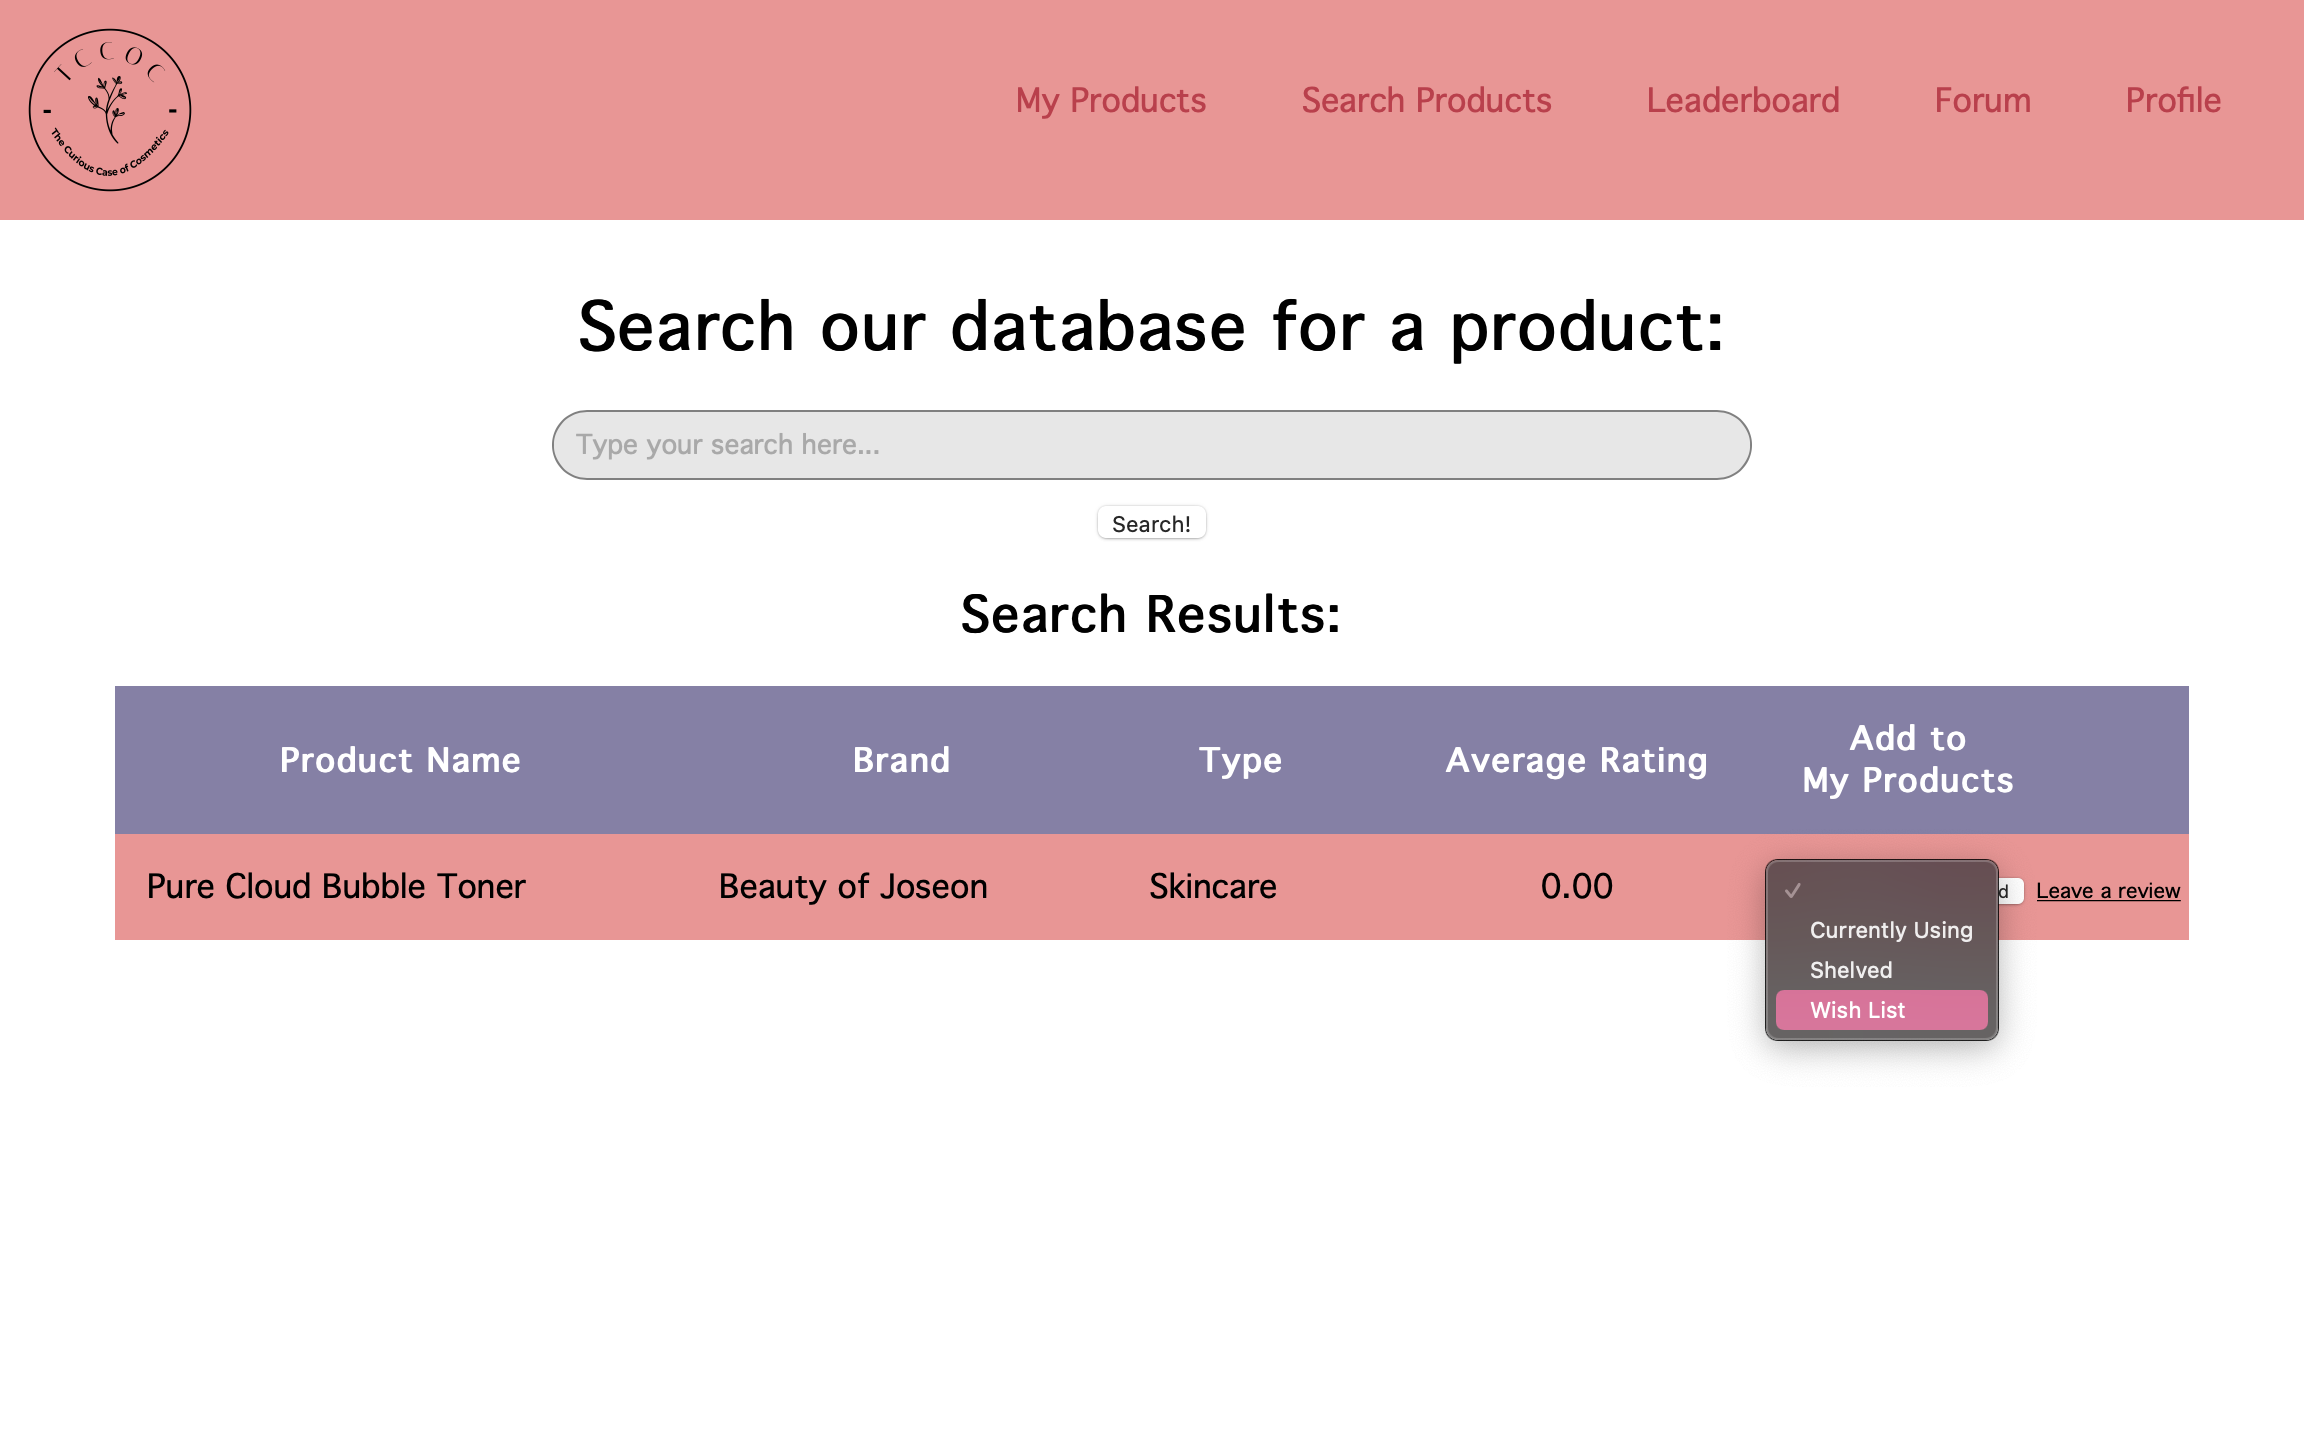 TCCOC
The Curious Case of Cosmetics
My Products Search Products Leaderboard Forum Profile
Search our database for a product:
Type your search here...
Search!
Search Results:
Product Name Brand Type Average Rating Add to
My Products
Pure Cloud Bubble Toner Beauty of Joseon Skincare 0.00 d Leave a review
Currently Using
Shelved
Wish List